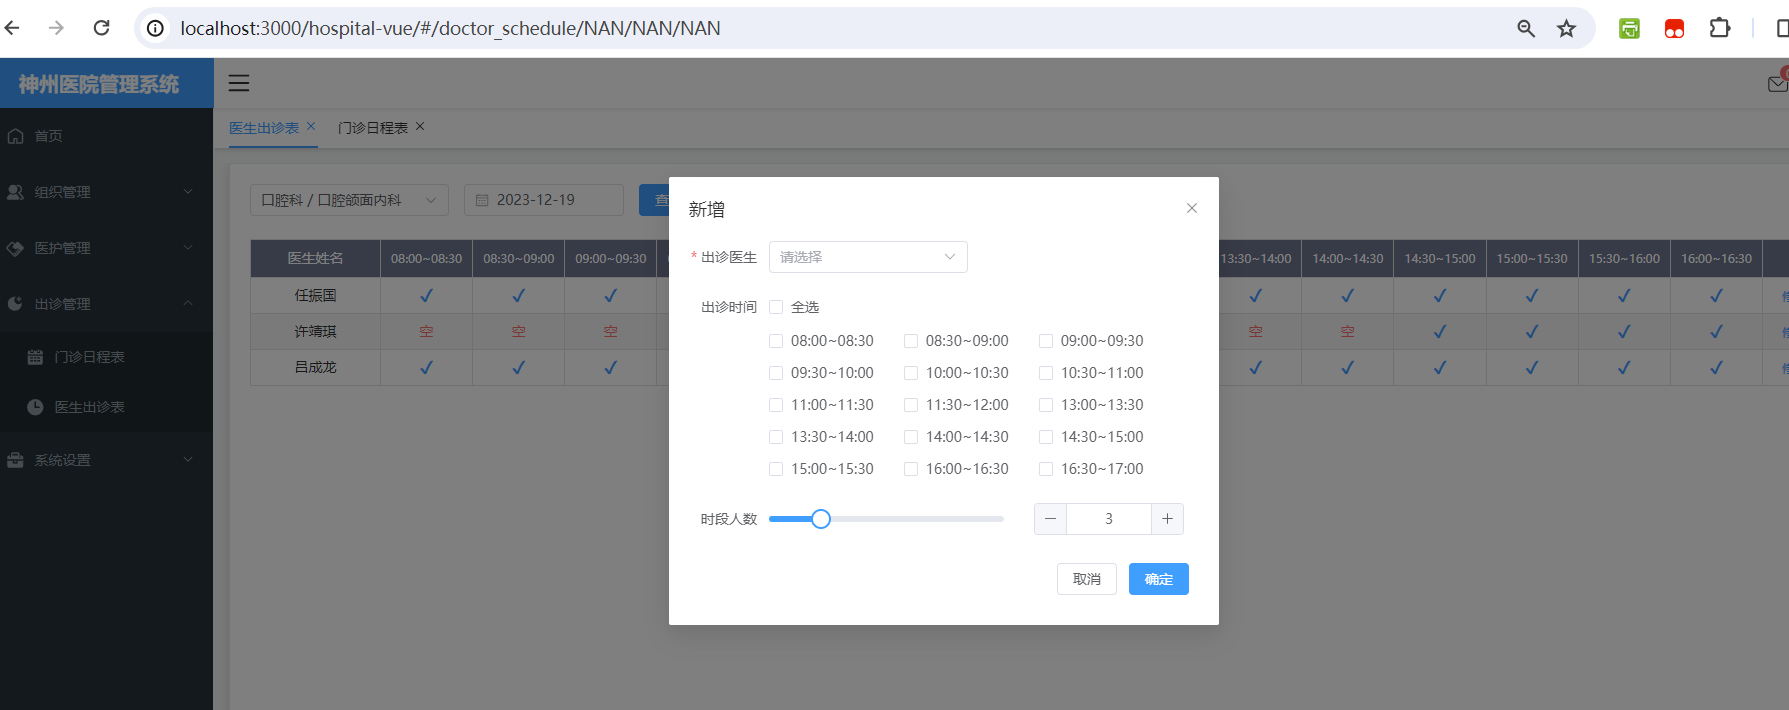 localhost:3000/hospital-vue/#/doctor_schedule/NAN/NAN/NAN
神州医院管理系统
首页
组织管理
医护管理
出诊管理
门诊日程表
医生出诊表
系统设置
医生出诊表 门诊日程表
口腔科 / 口腔颌面内科 2023-12-19
医生姓名 08:00~08:30 08:30~09:00 09:00~09:30 13:30~14:00 14:00~14:30 14:30~15:00 15:00~15:30 15:30~16:00 16:00~16:30
任振国 ✓ ✓ ✓ ✓ ✓ ✓ ✓ ✓ ✓
许靖琪 空 空 空 空 空 ✓ ✓ ✓ ✓
吕成龙 ✓ ✓ ✓ ✓ ✓ ✓ ✓ ✓ ✓
新增
* 出诊医生 请选择
出诊时间 全选
08:00~08:30 08:30~09:00 09:00~09:30
09:30~10:00 10:00~10:30 10:30~11:00
11:00~11:30 11:30~12:00 13:00~13:30
13:30~14:00 14:00~14:30 14:30~15:00
15:00~15:30 16:00~16:30 16:30~17:00
时段人数 3
取消 确定